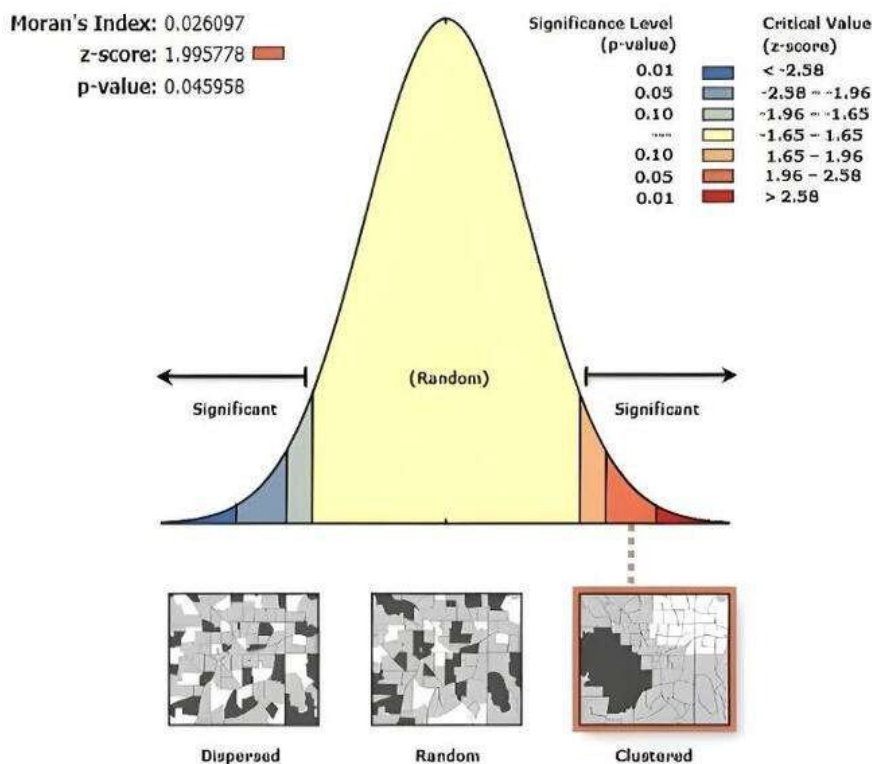 Moran's Index: 0.026097
z-score: 1.995778
p-value: 0.045958
Significance Level
(p-value)
Critical Value
(z-score)
0.01 < -2.58
0.05 -2.58 – -1.96
0.10 -1.96 – -1.65
--- -1.65 – 1.65
0.10 1.65 – 1.96
0.05 1.96 – 2.58
0.01 > 2.58
(Random)
Significant
Significant
Dispersed
Random
Clustered